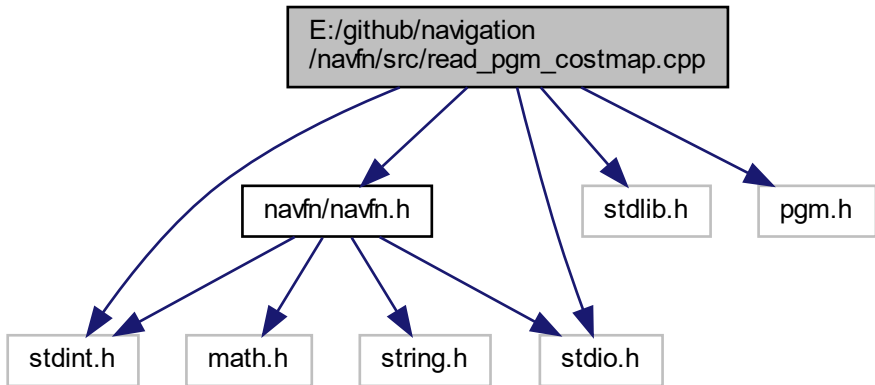 E:/github/navigation
/navfn/src/read_pgm_costmap.cpp
navfn/navfn.h
stdlib.h
pgm.h
stdint.h
math.h
string.h
stdio.h